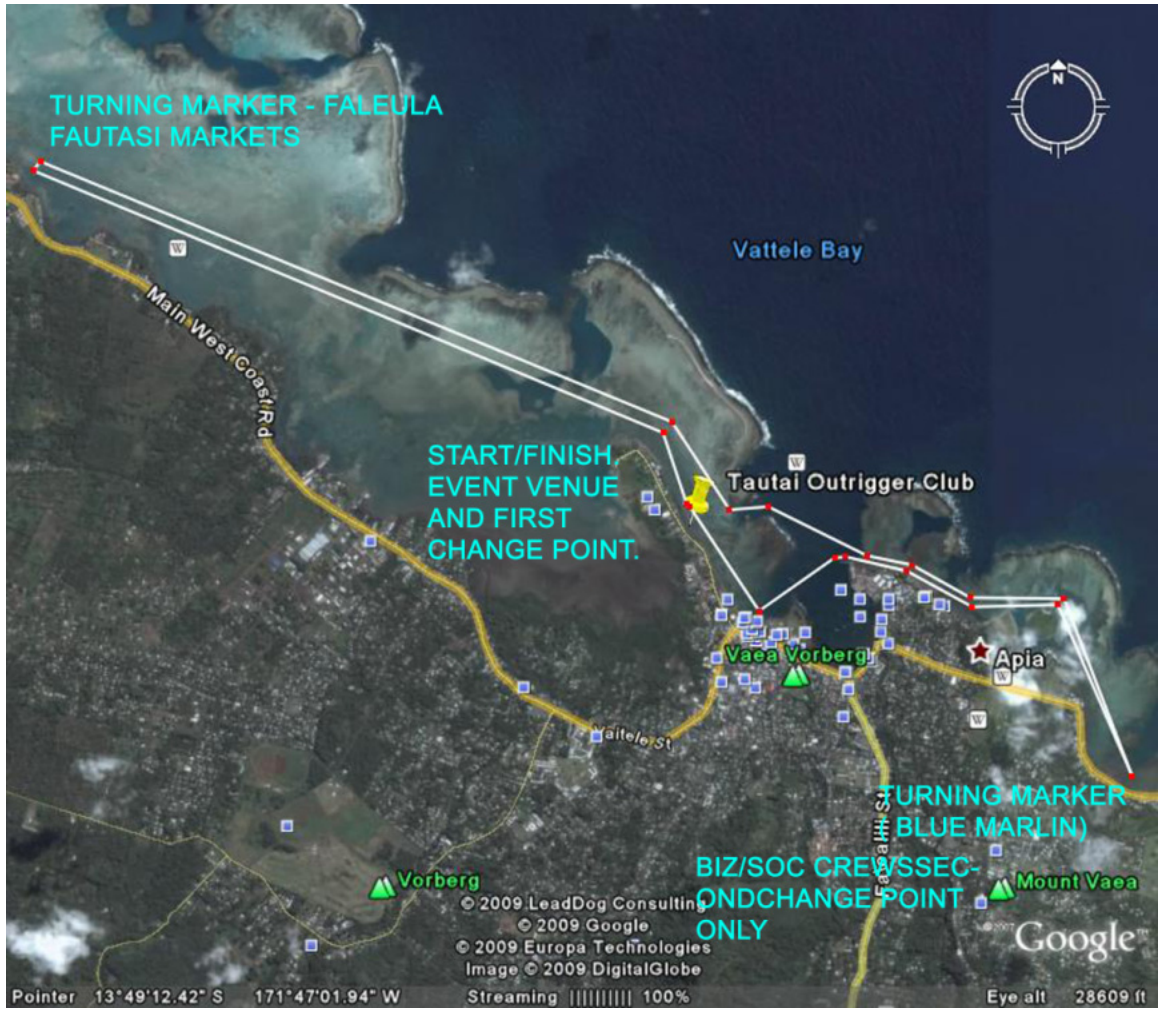 TURNING MARKER - FALEULA
FAUTASI MARKETS
N
W
Vattele Bay
Main West Coast Rd
START/FINISH,
EVENT VENUE
AND FIRST
CHANGE POINT.
W
Tautai Outrigger Club
Vaea Vorberg
Apia
W
W
Vaitele St
TURNING MARKER
( BLUE MARLIN)
BIZ/SOC CREWSSEC-
ONDCHANGE POINT
ONLY
Vorberg
Mount Vaea
© 2009 LeadDog Consulting
© 2009 Google
© 2009 Europa Technologies
Image © 2009 DigitalGlobe
Google
Pointer 13°49'12.42" S 171°47'01.94" W Streaming |||||||||| 100% Eye alt 28609 ft